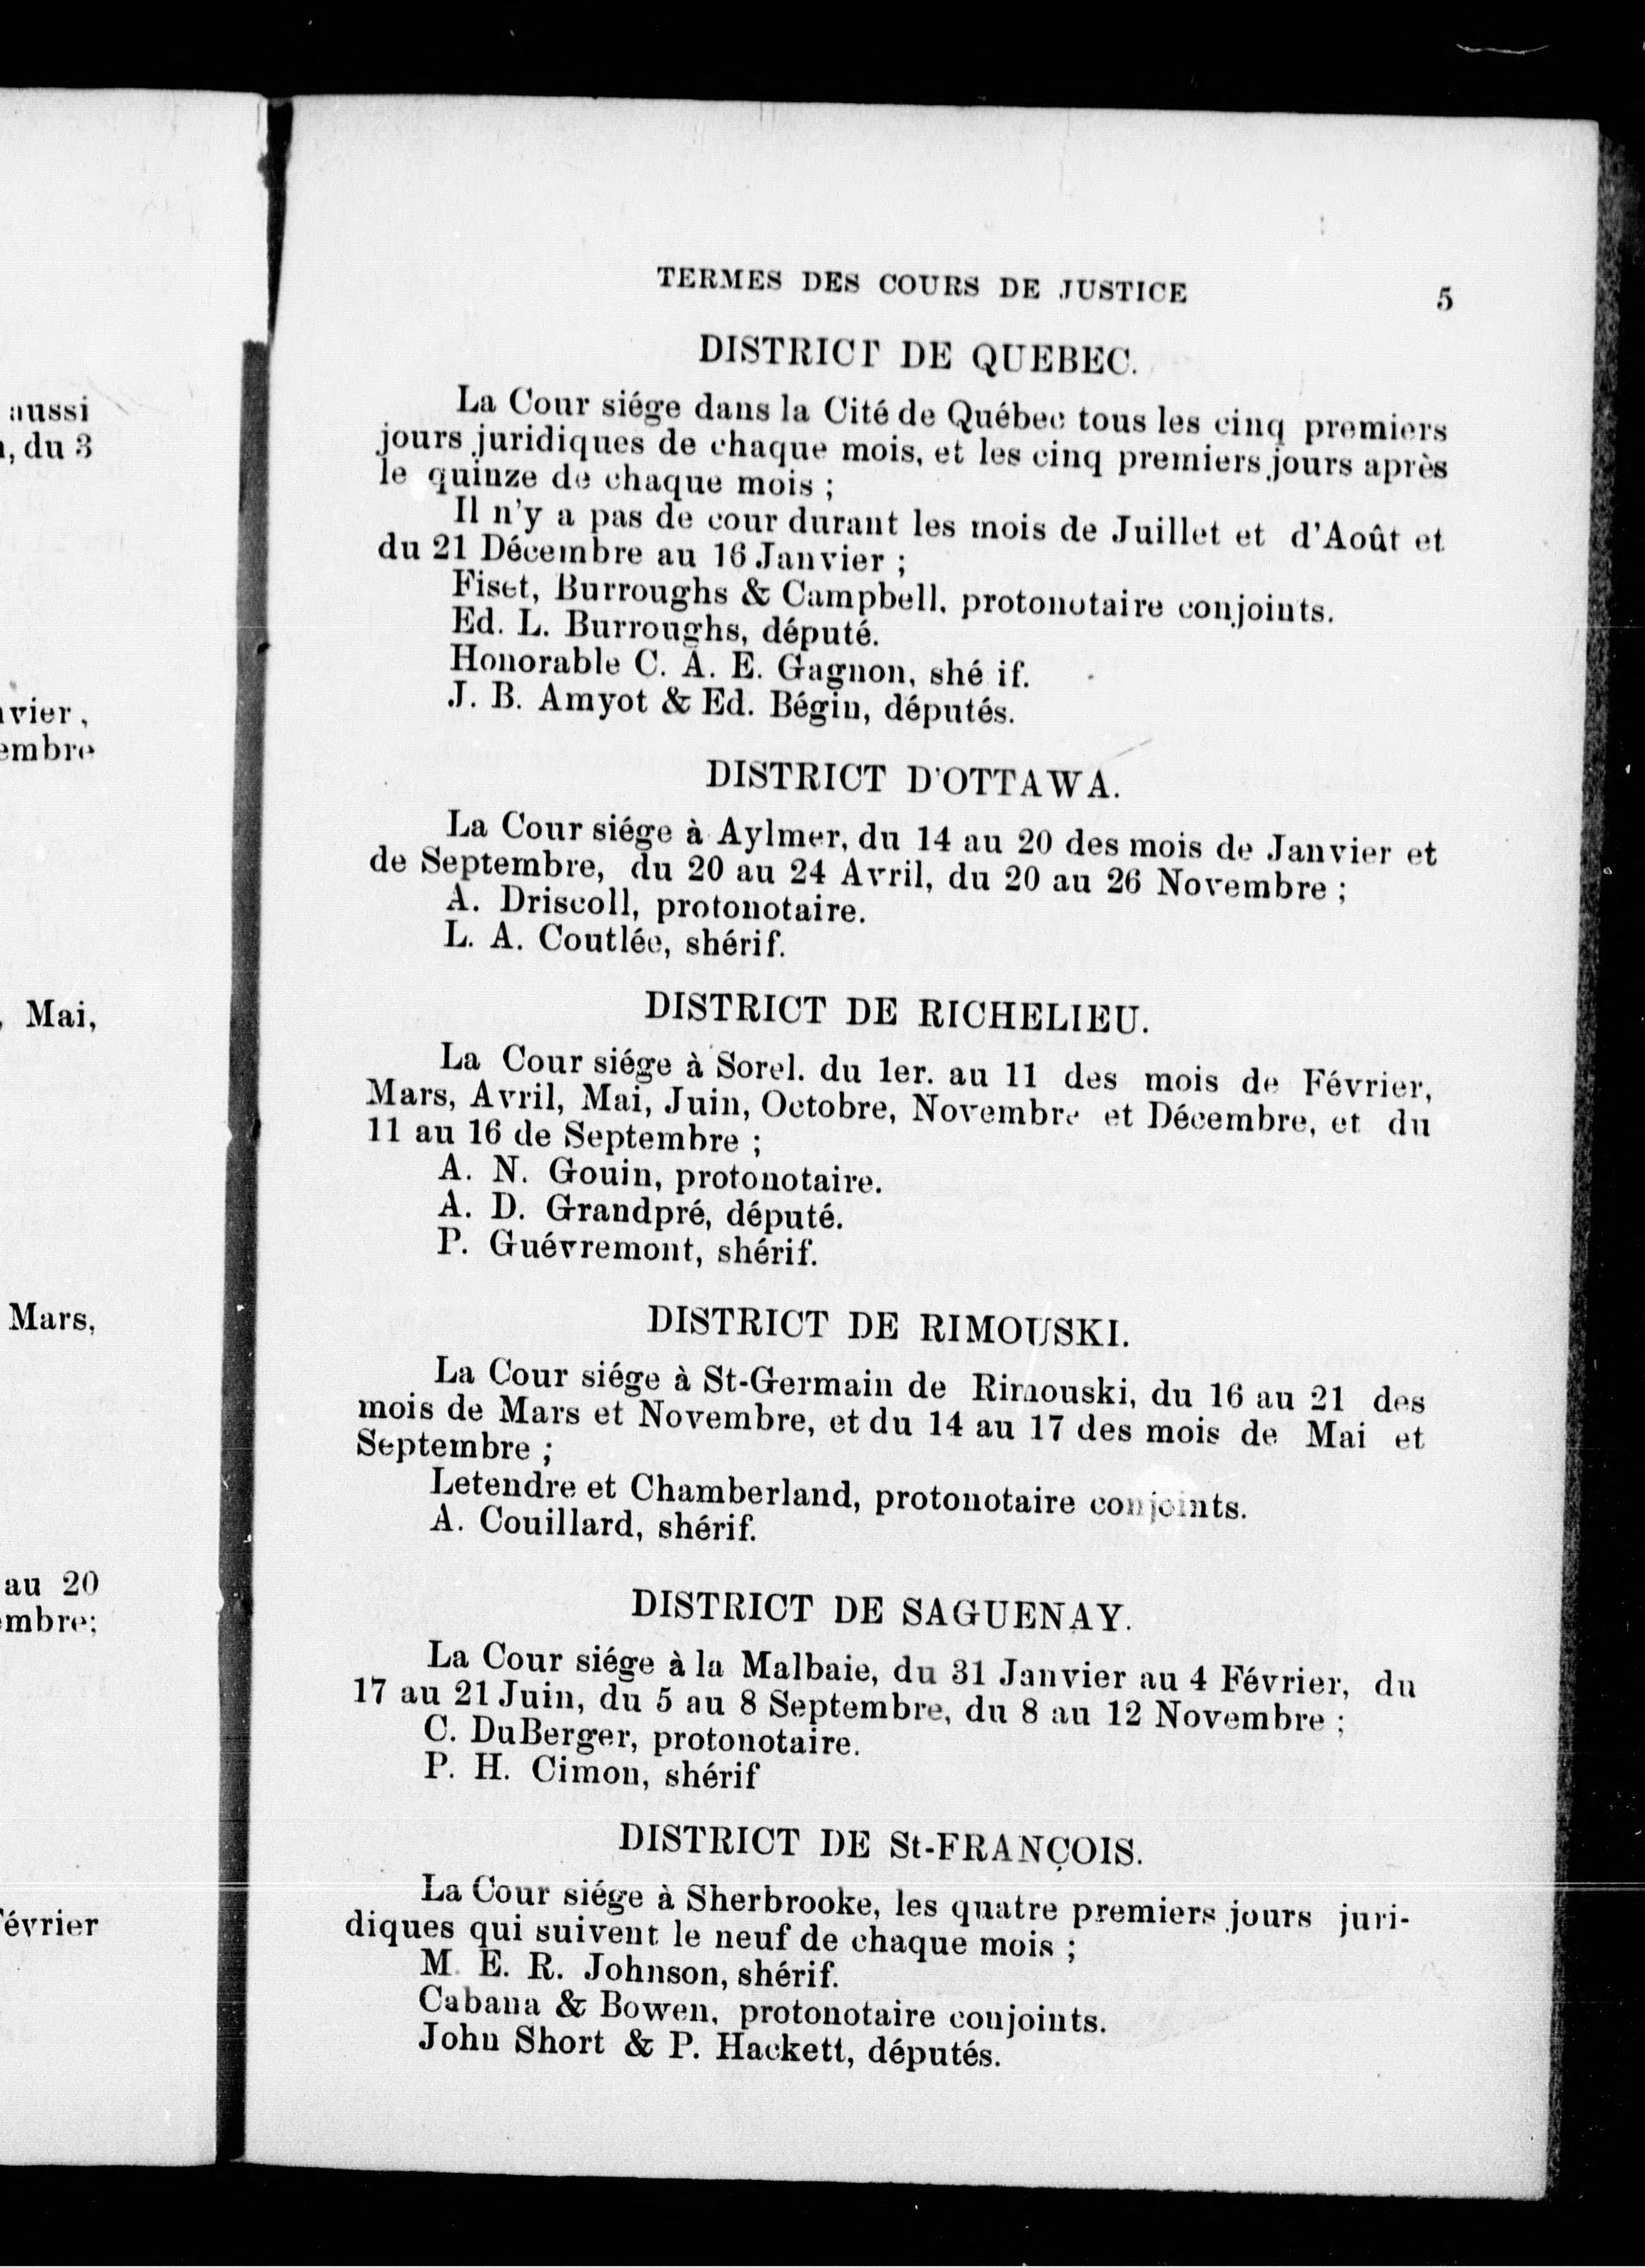 aussi
, du 3
vier,
embre
, Mai,
Mars,
au 20
embre;
évrier
TERMES DES COURS DE JUSTICE 5
DISTRICT DE QUEBEC.
La Cour siége dans la Cité de Québec tous les cinq premiers
jours juridiques de chaque mois, et les cinq premiers jours après
le quinze de chaque mois ;
Il n'y a pas de cour durant les mois de Juillet et d'Août et
du 21 Décembre au 16 Janvier ;
Fiset, Burroughs & Campbell, protonotaire conjoints.
Ed. L. Burroughs, député.
Honorable C. A. E. Gagnon, shé if.
J. B. Amyot & Ed. Bégin, députés.
DISTRICT D'OTTAWA.
La Cour siége à Aylmer, du 14 au 20 des mois de Janvier et
de Septembre, du 20 au 24 Avril, du 20 au 26 Novembre ;
A. Driscoll, protonotaire.
L. A. Coutlée, shérif.
DISTRICT DE RICHELIEU.
La Cour siége à Sorel. du 1er. au 11 des mois de Février,
Mars, Avril, Mai, Juin, Octobre, Novembre et Décembre, et du
11 au 16 de Septembre ;
A. N. Gouin, protonotaire.
A. D. Grandpré, député.
P. Guévremont, shérif.
DISTRICT DE RIMOUSKI.
La Cour siége à St-Germain de Rimouski, du 16 au 21 des
mois de Mars et Novembre, et du 14 au 17 des mois de Mai et
Septembre ;
Letendre et Chamberland, protonotaire conjoints.
A. Couillard, shérif.
DISTRICT DE SAGUENAY.
La Cour siége à la Malbaie, du 31 Janvier au 4 Février, du
17 au 21 Juin, du 5 au 8 Septembre, du 8 au 12 Novembre ;
C. DuBerger, protonotaire.
P. H. Cimon, shérif
DISTRICT DE St-FRANÇOIS.
La Cour siége à Sherbrooke, les quatre premiers jours juri-
diques qui suivent le neuf de chaque mois ;
M. E. R. Johnson, shérif.
Cabana & Bowen, protonotaire conjoints.
John Short & P. Hackett, députés.